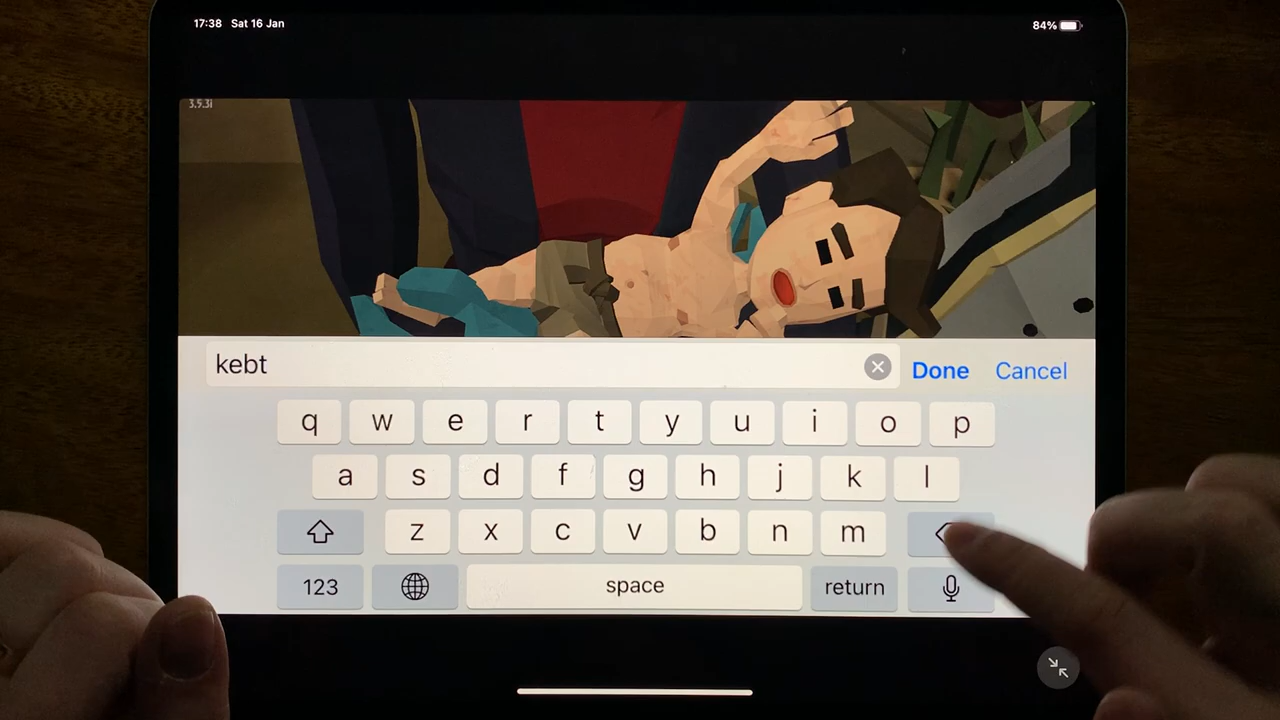 17:38 Sat 16 Jan 84%
3.5.3i
kebt Done Cancel
q w e r t y u i o p
a s d f g h j k l
z x c v b n m
123 space return